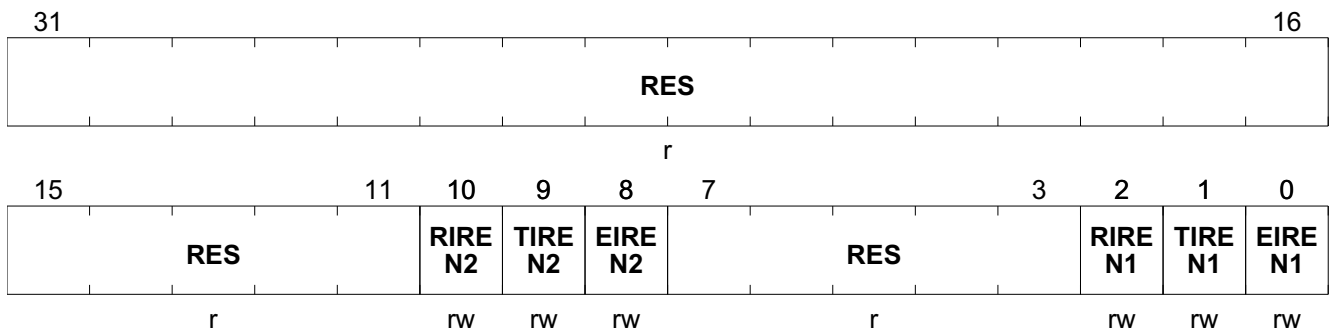 31 16
RES
r
15 11 10 9 8 7 3 2 1 0
RES RIRE N2 TIRE N2 EIRE N2 RES RIRE N1 TIRE N1 EIRE N1
r rw rw rw r rw rw rw